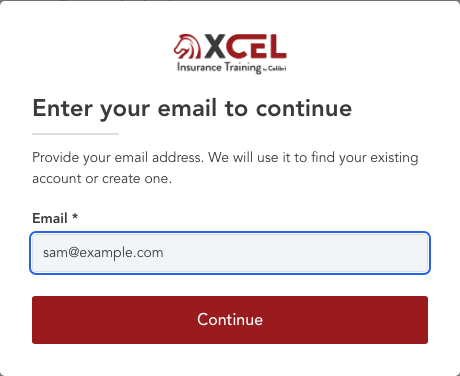 XCEL
Insurance Training by Colibri
Enter your email to continue
Provide your email address. We will use it to find your existing
account or create one.
Email *
sam@example.com
Continue